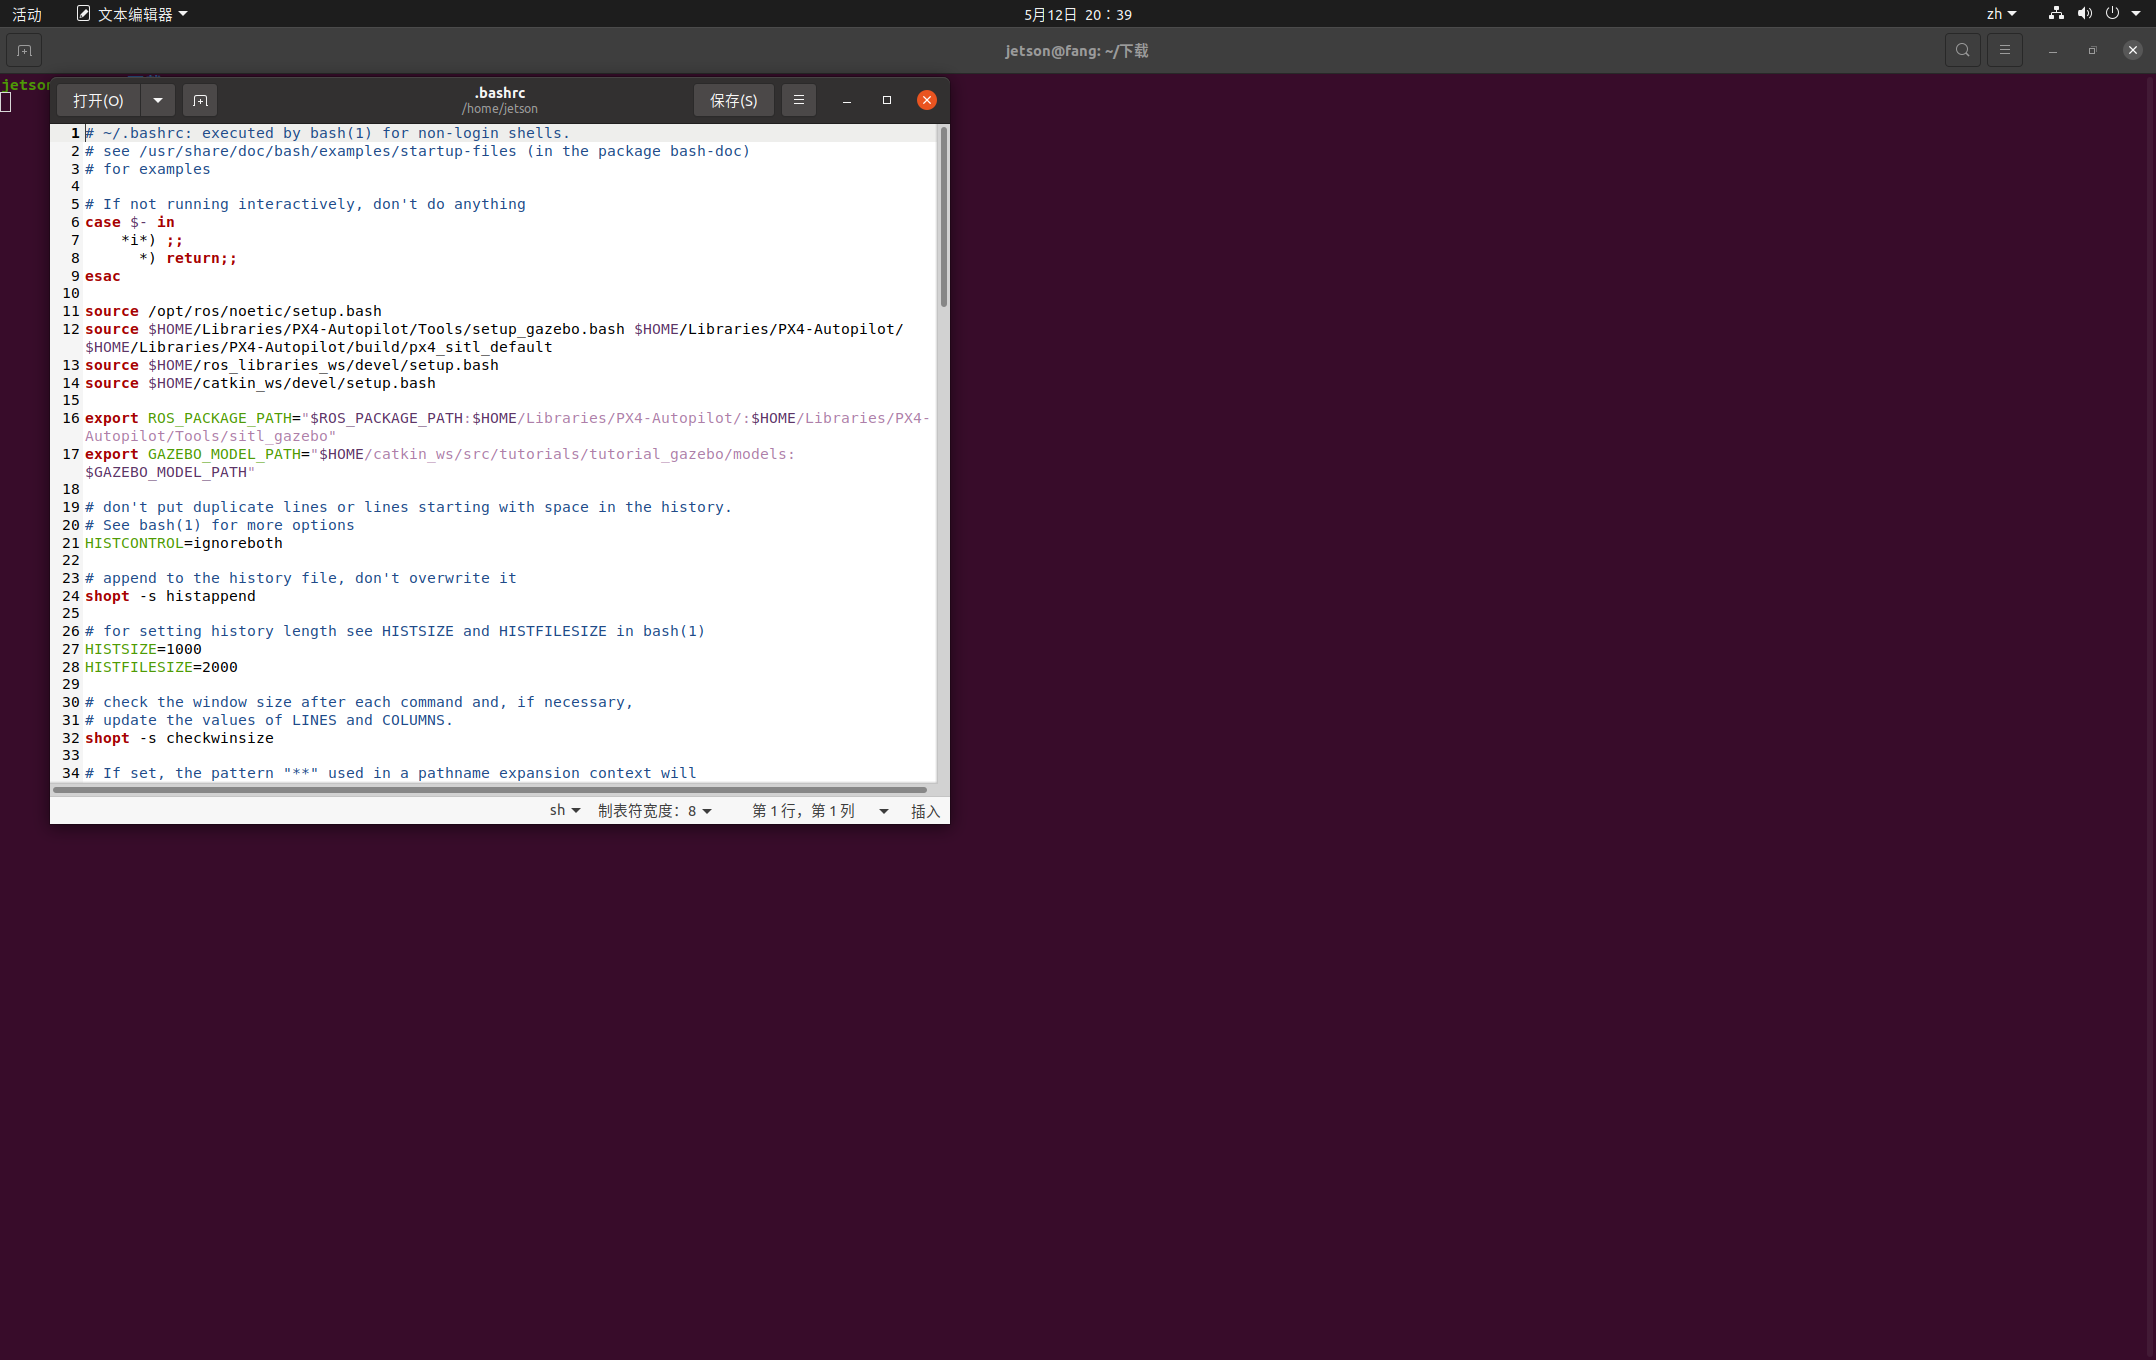 活动 文本编辑器 5月12日 20：39 zh
jetson@fang: ~/下载
打开(O) .bashrc 保存(S)
/home/jetson
1 # ~/.bashrc: executed by bash(1) for non-login shells.
2 # see /usr/share/doc/bash/examples/startup-files (in the package bash-doc)
3 # for examples
4
5 # If not running interactively, don't do anything
6 case $- in
7     *i*) ;;
8       *) return;;
9 esac
10
11 source /opt/ros/noetic/setup.bash
12 source $HOME/Libraries/PX4-Autopilot/Tools/setup_gazebo.bash $HOME/Libraries/PX4-Autopilot/
$HOME/Libraries/PX4-Autopilot/build/px4_sitl_default
13 source $HOME/ros_libraries_ws/devel/setup.bash
14 source $HOME/catkin_ws/devel/setup.bash
15
16 export ROS_PACKAGE_PATH="$ROS_PACKAGE_PATH:$HOME/Libraries/PX4-Autopilot/:$HOME/Libraries/PX4-
Autopilot/Tools/sitl_gazebo"
17 export GAZEBO_MODEL_PATH="$HOME/catkin_ws/src/tutorials/tutorial_gazebo/models:
$GAZEBO_MODEL_PATH"
18
19 # don't put duplicate lines or lines starting with space in the history.
20 # See bash(1) for more options
21 HISTCONTROL=ignoreboth
22
23 # append to the history file, don't overwrite it
24 shopt -s histappend
25
26 # for setting history length see HISTSIZE and HISTFILESIZE in bash(1)
27 HISTSIZE=1000
28 HISTFILESIZE=2000
29
30 # check the window size after each command and, if necessary,
31 # update the values of LINES and COLUMNS.
32 shopt -s checkwinsize
33
34 # If set, the pattern "**" used in a pathname expansion context will
sh 制表符宽度：8 第 1 行，第 1 列 插入